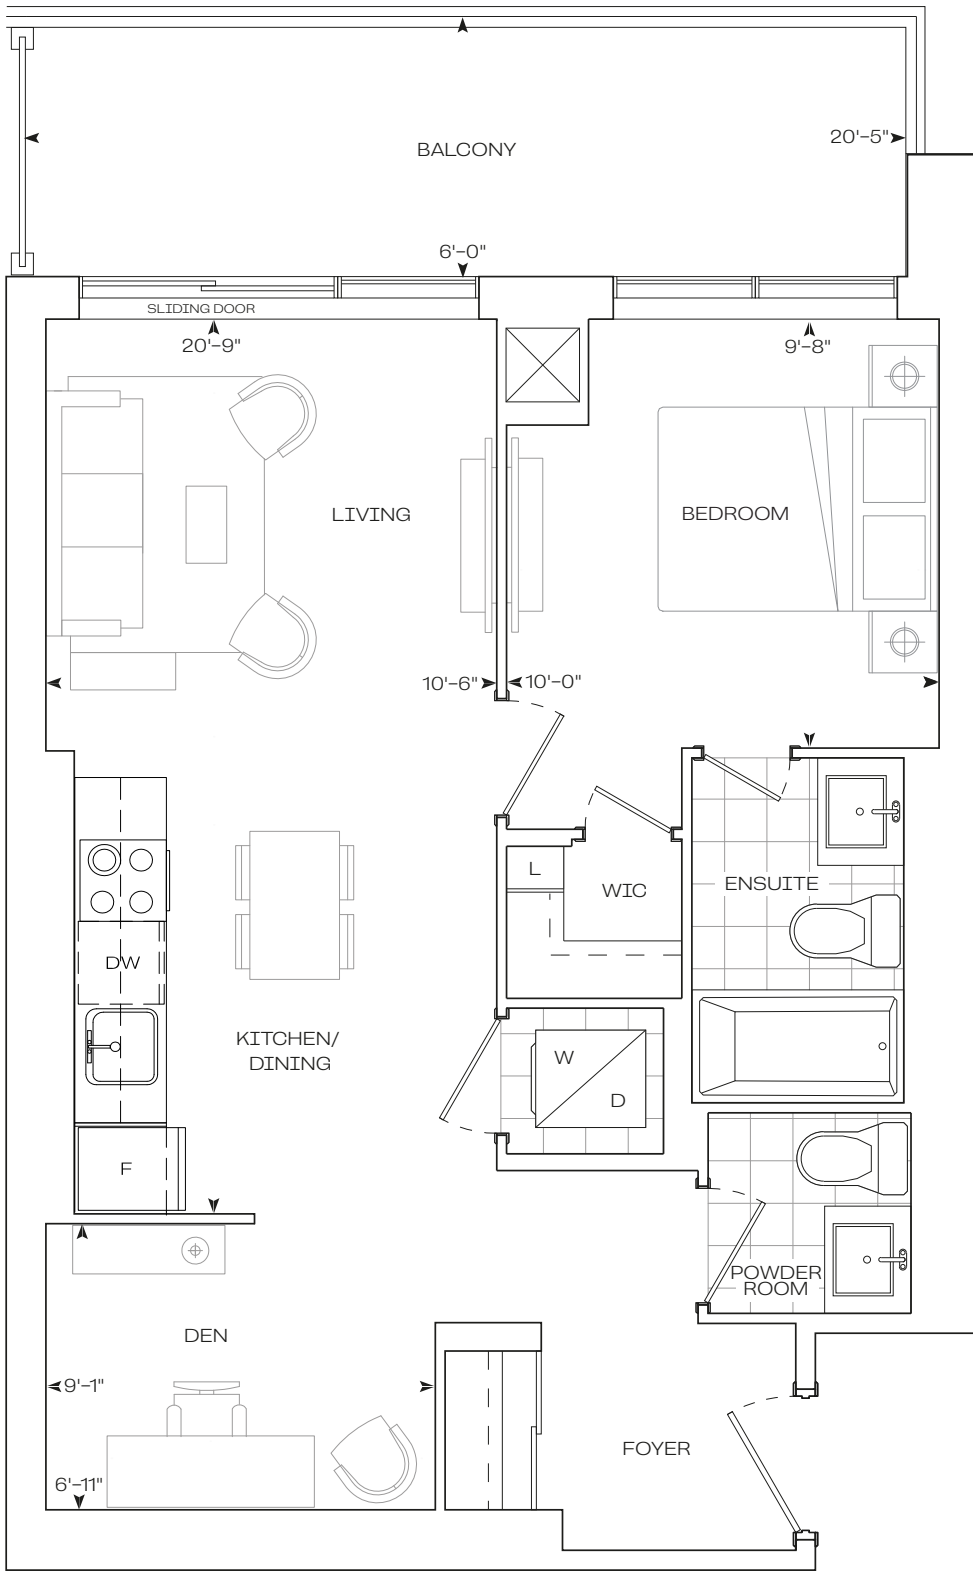 20'-5"
BALCONY
6'-0"
SLIDING DOOR
20'-9"
9'-8"
LIVING
BEDROOM
10'-6"
10'-0"
L
WIC
ENSUITE
DW
KITCHEN/
DINING
W
D
F
POWDER
ROOM
DEN
9'-1"
FOYER
6'-11"